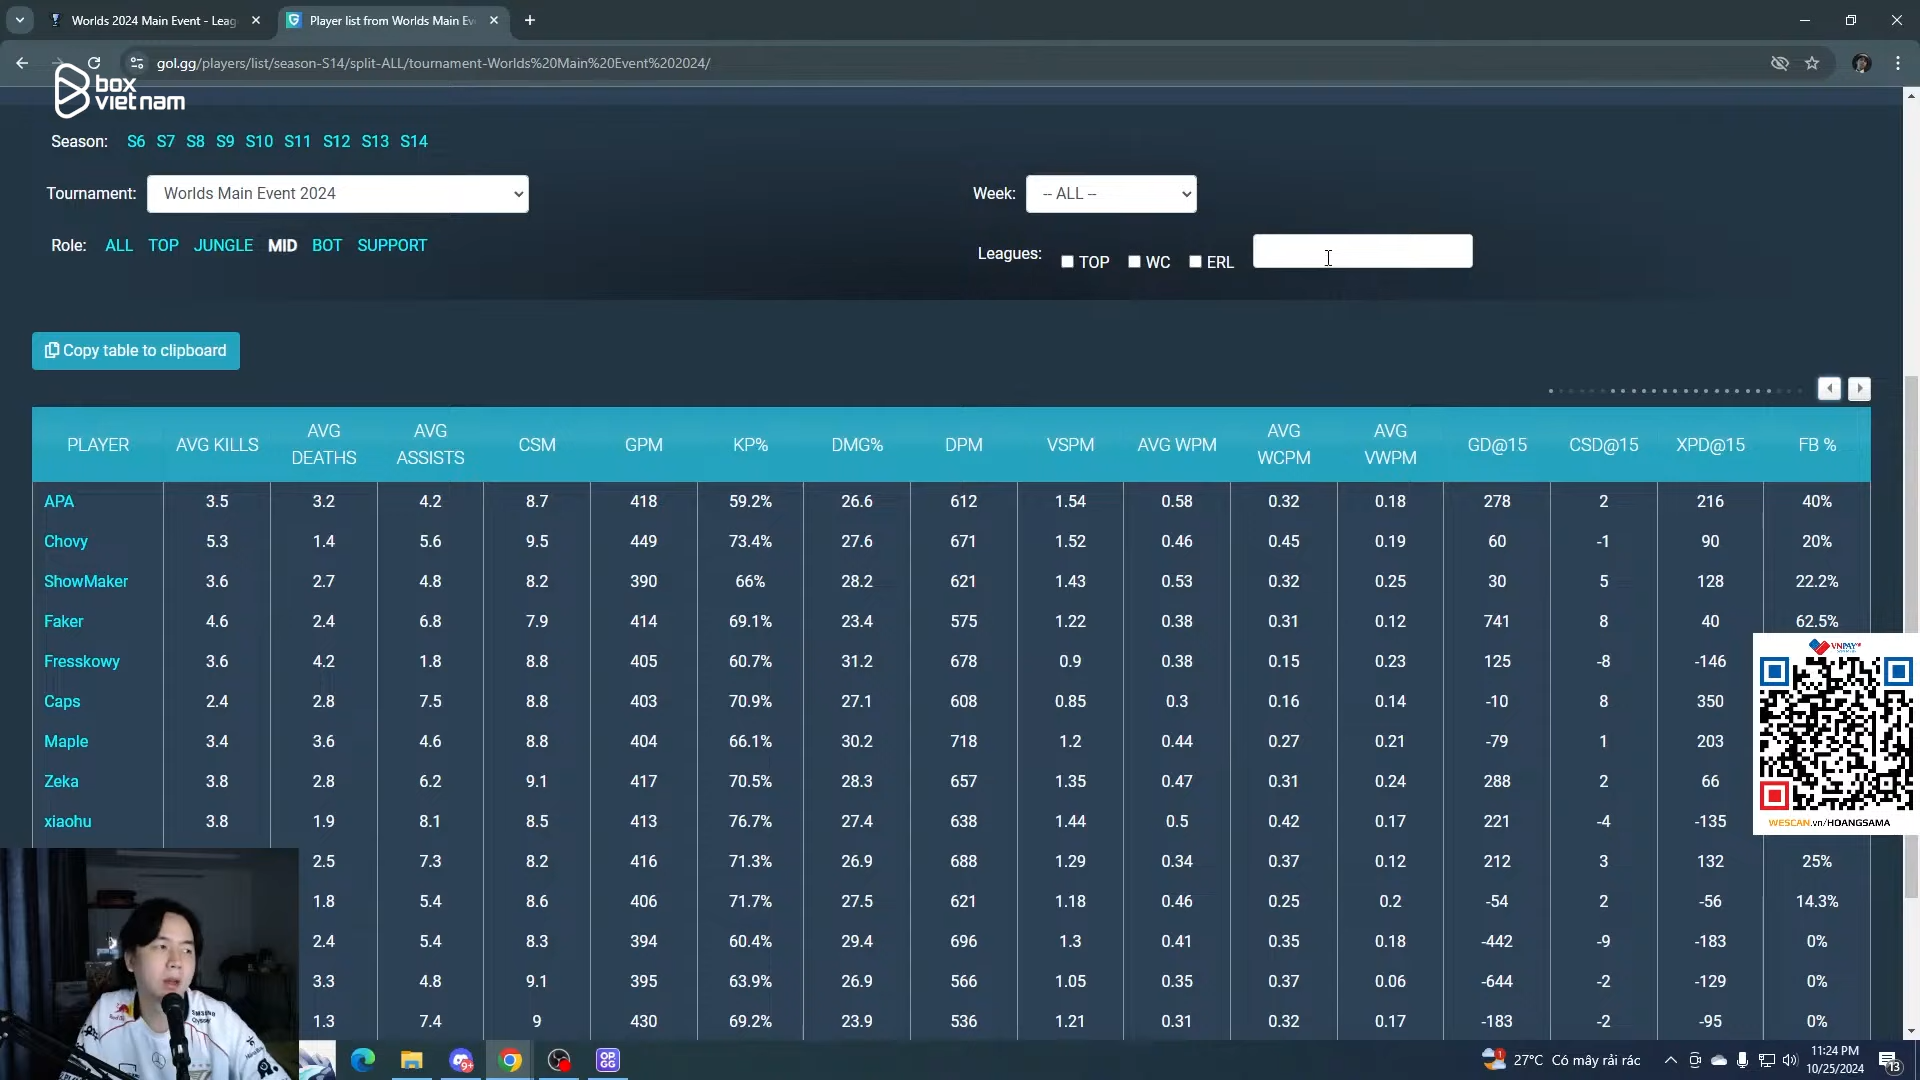 Worlds 2024 Main Event - Leag
Player list from Worlds Main Ev
gol.gg/players/list/season-S14/split-ALL/tournament-Worlds%20Main%20Event%202024/
box
việt nam
Season: S6 S7 S8 S9 S10 S11 S12 S13 S14
Tournament: Worlds Main Event 2024
Week: -- ALL --
Role: ALL TOP JUNGLE MID BOT SUPPORT
Leagues: TOP WC ERL
Copy table to clipboard
PLAYER AVG KILLS AVG DEATHS AVG ASSISTS CSM GPM KP% DMG% DPM VSPM AVG WPM AVG WCPM AVG VWPM GD@15 CSD@15 XPD@15 FB %
APA 3.5 3.2 4.2 8.7 418 59.2% 26.6 612 1.54 0.58 0.32 0.18 278 2 216 40%
Chovy 5.3 1.4 5.6 9.5 449 73.4% 27.6 671 1.52 0.46 0.45 0.19 60 -1 90 20%
ShowMaker 3.6 2.7 4.8 8.2 390 66% 28.2 621 1.43 0.53 0.32 0.25 30 5 128 22.2%
Faker 4.6 2.4 6.8 7.9 414 69.1% 23.4 575 1.22 0.38 0.31 0.12 741 8 40 62.5%
Fresskowy 3.6 4.2 1.8 8.8 405 60.7% 31.2 678 0.9 0.38 0.15 0.23 125 -8 -146
Caps 2.4 2.8 7.5 8.8 403 70.9% 27.1 608 0.85 0.3 0.16 0.14 -10 8 350
Maple 3.4 3.6 4.6 8.8 404 66.1% 30.2 718 1.2 0.44 0.27 0.21 -79 1 203
Zeka 3.8 2.8 6.2 9.1 417 70.5% 28.3 657 1.35 0.47 0.31 0.24 288 2 66
xiaohu 3.8 1.9 8.1 8.5 413 76.7% 27.4 638 1.44 0.5 0.42 0.17 221 -4 -135
2.5 7.3 8.2 416 71.3% 26.9 688 1.29 0.34 0.37 0.12 212 3 132 25%
1.8 5.4 8.6 406 71.7% 27.5 621 1.18 0.46 0.25 0.2 -54 2 -56 14.3%
2.4 5.4 8.3 394 60.4% 29.4 696 1.3 0.41 0.35 0.18 -442 -9 -183 0%
3.3 4.8 9.1 395 63.9% 26.9 566 1.05 0.35 0.37 0.06 -644 -2 -129 0%
1.3 7.4 9 430 69.2% 23.9 536 1.21 0.31 0.32 0.17 -183 -2 -95 0%
VNPAY
WESCAN.vn/HOANGSAMA
OP
GG
27°C Có mây rải rác
11:24 PM
10/25/2024
13